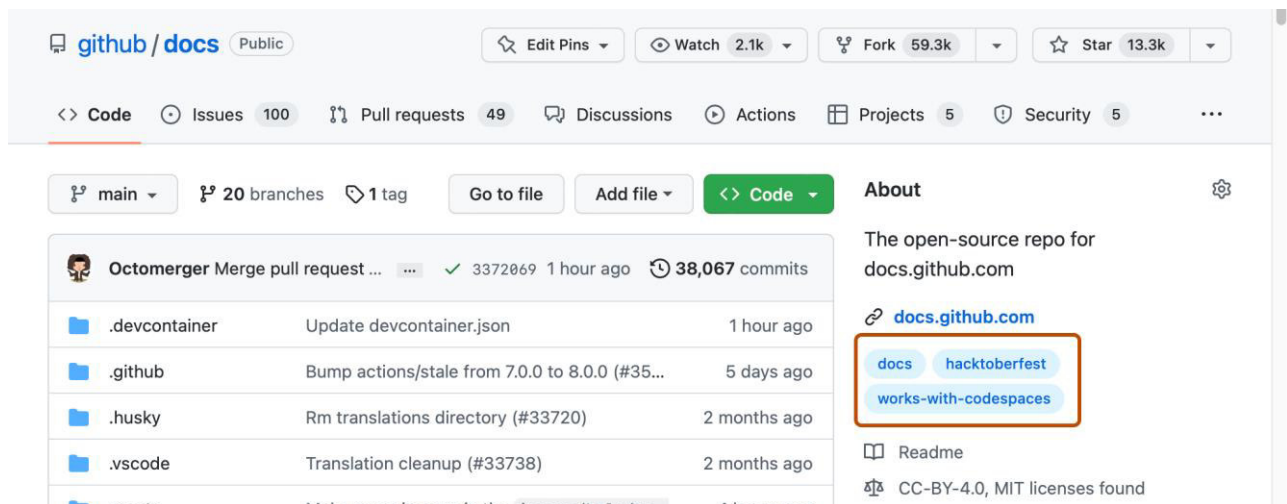 github / docs Public
Edit Pins Watch 2.1k Fork 59.3k Star 13.3k
Code Issues 100 Pull requests 49 Discussions Actions Projects 5 Security 5 ...
main 20 branches 1 tag Go to file Add file Code
Octomerger Merge pull request ... ... 3372069 1 hour ago 38,067 commits
.devcontainer Update devcontainer.json 1 hour ago
.github Bump actions/stale from 7.0.0 to 8.0.0 (#35... 5 days ago
.husky Rm translations directory (#33720) 2 months ago
.vscode Translation cleanup (#33738) 2 months ago
About
The open-source repo for
docs.github.com
docs.github.com
docs hacktoberfest
works-with-codespaces
Readme
CC-BY-4.0, MIT licenses found